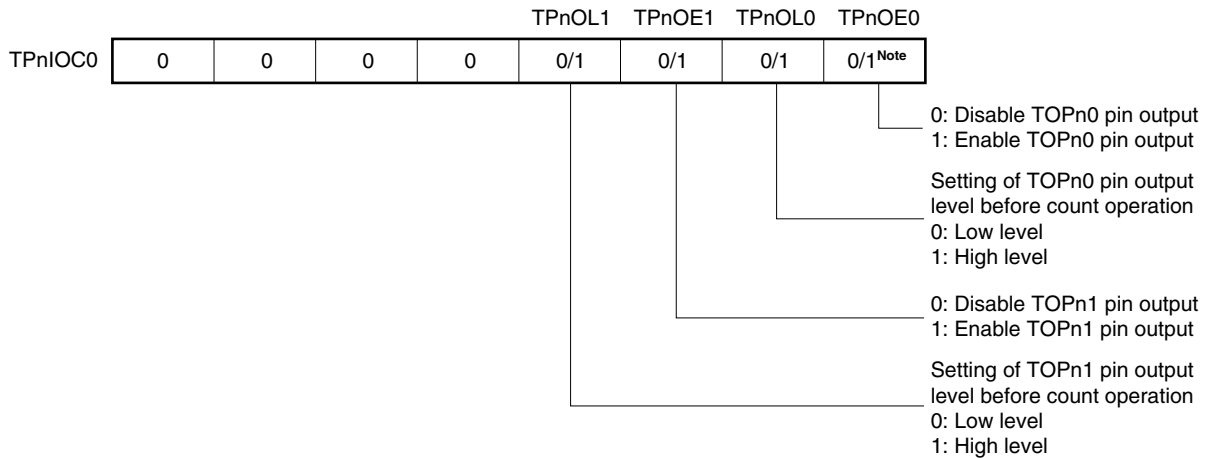 TPnOL1 TPnOE1 TPnOL0 TPnOE0
TPnIOC0 0 0 0 0 0/1 0/1 0/1 0/1Note
0: Disable TOPn0 pin output
1: Enable TOPn0 pin output
Setting of TOPn0 pin output
level before count operation
0: Low level
1: High level
0: Disable TOPn1 pin output
1: Enable TOPn1 pin output
Setting of TOPn1 pin output
level before count operation
0: Low level
1: High level